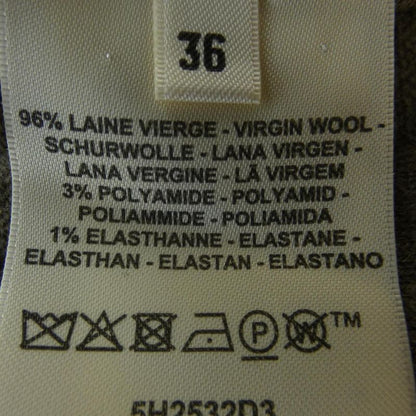 36
96% LAINE VIERGE - VIRGIN WOOL -
SCHURWOLLE - LANA VIRGEN -
LANA VERGINE - LÃ VIRGEM
3% POLYAMIDE - POLYAMID -
POLIAMMIDE - POLIAMIDA
1% ELASTHANNE - ELASTANE -
ELASTHAN - ELASTAN - ELASTANO
P W TM
5H2532D3